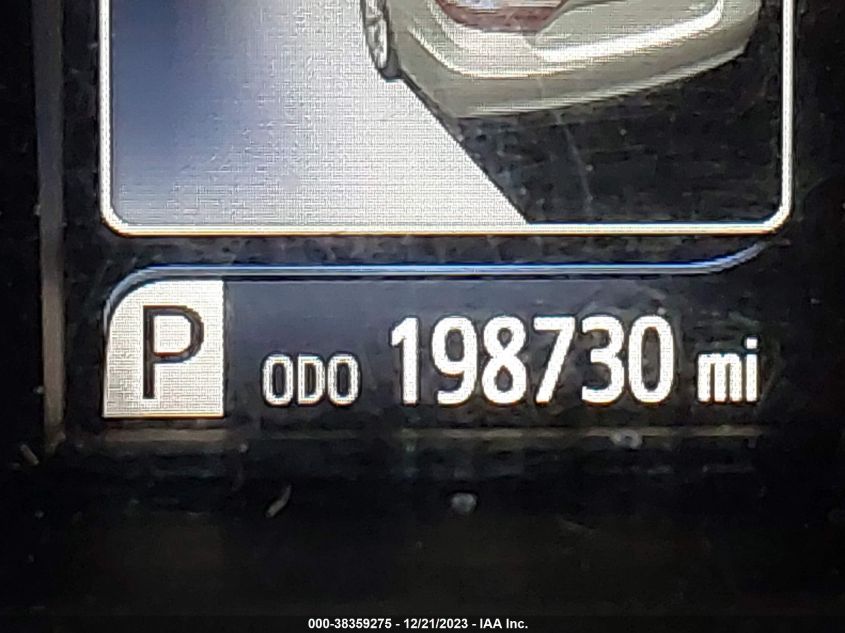 P ODO 198730 mi
000-38359275 - 12/21/2023 - IAA Inc.